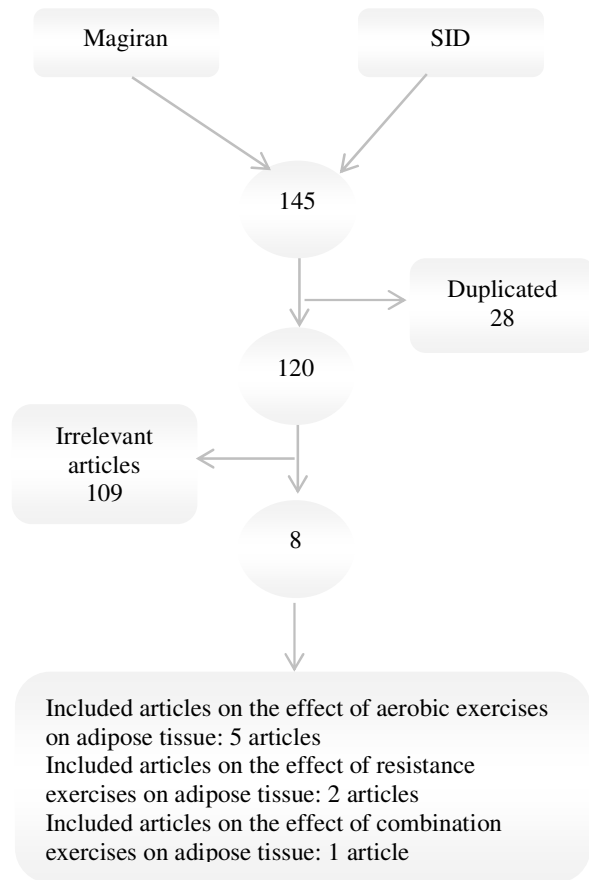 Magiran
SID
145
Duplicated
28
120
Irrelevant
articles
109
8
Included articles on the effect of aerobic exercises
on adipose tissue: 5 articles
Included articles on the effect of resistance
exercises on adipose tissue: 2 articles
Included articles on the effect of combination
exercises on adipose tissue: 1 article